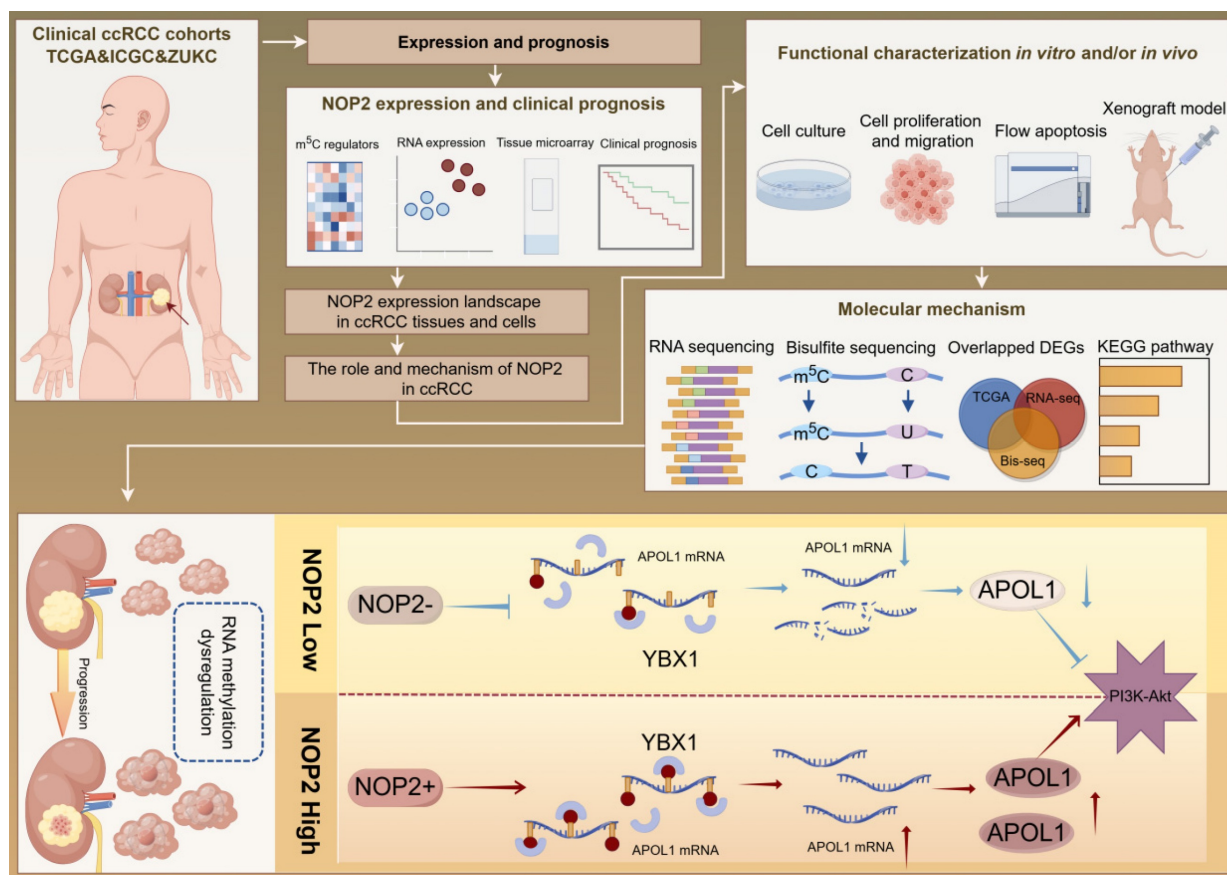 Clinical ccRCC cohorts
TCGA&ICGC&ZUKC
Expression and prognosis
NOP2 expression and clinical prognosis
m⁵C regulators
RNA expression
Tissue microarray
Clinical prognosis
NOP2 expression landscape
in ccRCC tissues and cells
The role and mechanism of NOP2
in ccRCC
Functional characterization in vitro and/or in vivo
Cell culture
Cell proliferation
and migration
Flow apoptosis
Xenograft model
Molecular mechanism
RNA sequencing
Bisulfite sequencing
Overlapped DEGs
KEGG pathway
m⁵C
C
m⁵C
U
C
T
TCGA
RNA-seq
Bis-seq
Progression
RNA methylation
dysregulation
NOP2 Low
NOP2-
APOL1 mRNA
YBX1
APOL1 mRNA
APOL1
PI3K-Akt
NOP2 High
NOP2+
YBX1
APOL1 mRNA
APOL1 mRNA
APOL1
APOL1